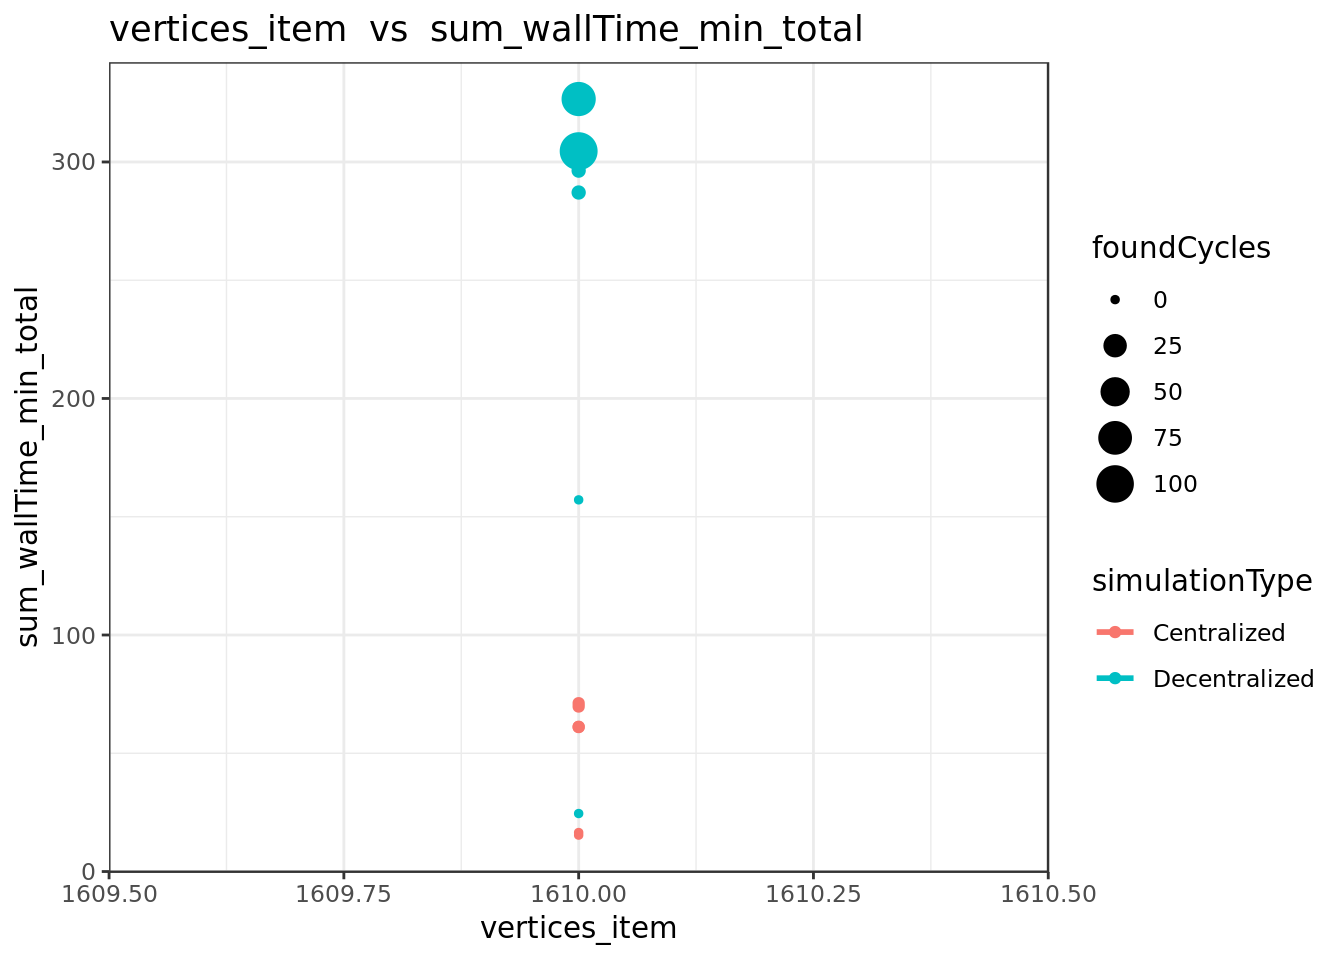 vertices_item  vs  sum_wallTime_min_total
sum_wallTime_min_total
300
200
100
0
1609.50 1609.75 1610.00 1610.25 1610.50
vertices_item
foundCycles
0
25
50
75
100
simulationType
Centralized
Decentralized